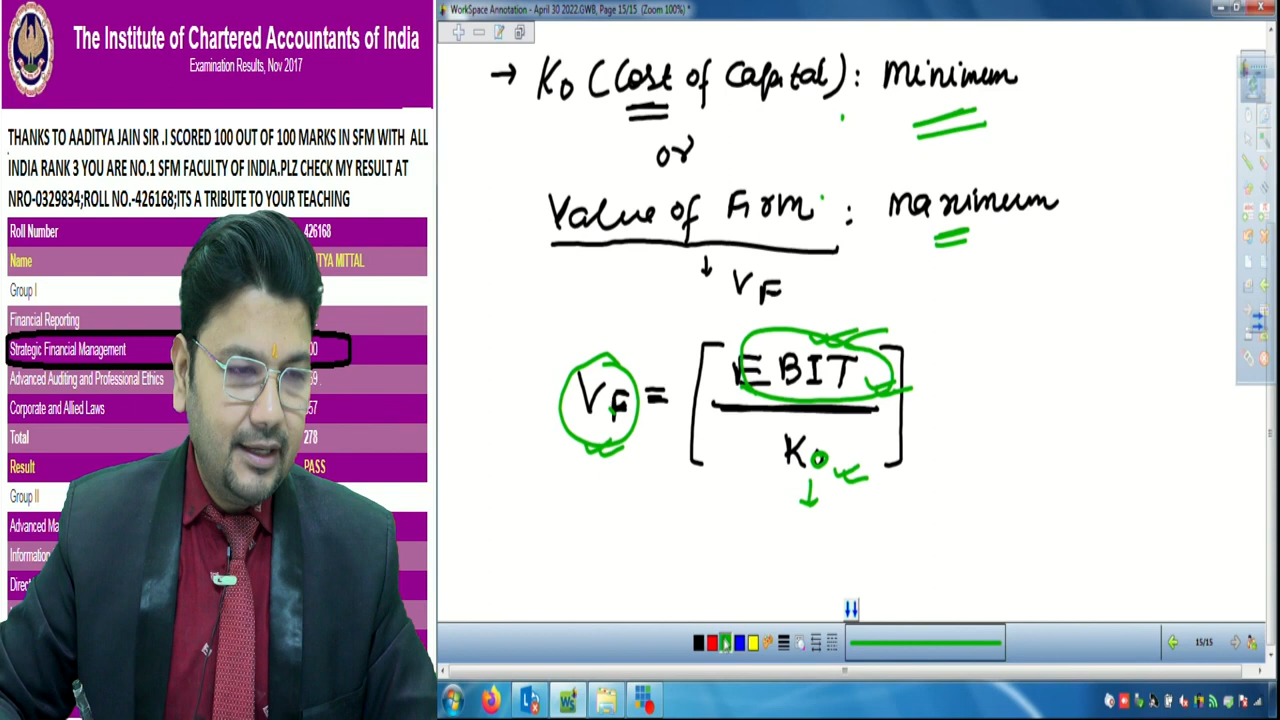 The Institute of Chartered Accountants of India
Examination Results, Nov 2017
THANKS TO AADITYA JAIN SIR .I SCORED 100 OUT OF 100 MARKS IN SFM WITH ALL
INDIA RANK 3 YOU ARE NO.1 SFM FACULTY OF INDIA.PLZ CHECK MY RESULT AT
NRO-0329834;ROLL NO.-426168;ITS A TRIBUTE TO YOUR TEACHING
Roll Number 426168
Name MITTAL
Group I
Financial Reporting
Strategic Financial Management
Advanced Auditing and Professional Ethics
Corporate and Allied Laws
Total 278
Result PASS
Group II
Advanced
Information
WorkSpace Annotation - April 30 2022.GWB, Page 15/15 (Zoom 100%) *
→ Ko (Cost of Capital) : Minimum
or
Value of Firm : Maximum
↓ VF
VF = [EBIT
Ko]
↓
15/15